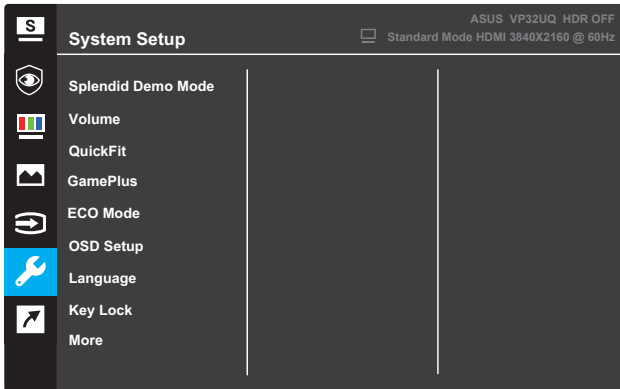 S
System Setup
ASUS VP32UQ HDR OFF
Standard Mode HDMI 3840X2160 @ 60Hz
Splendid Demo Mode
Volume
QuickFit
GamePlus
ECO Mode
OSD Setup
Language
Key Lock
More